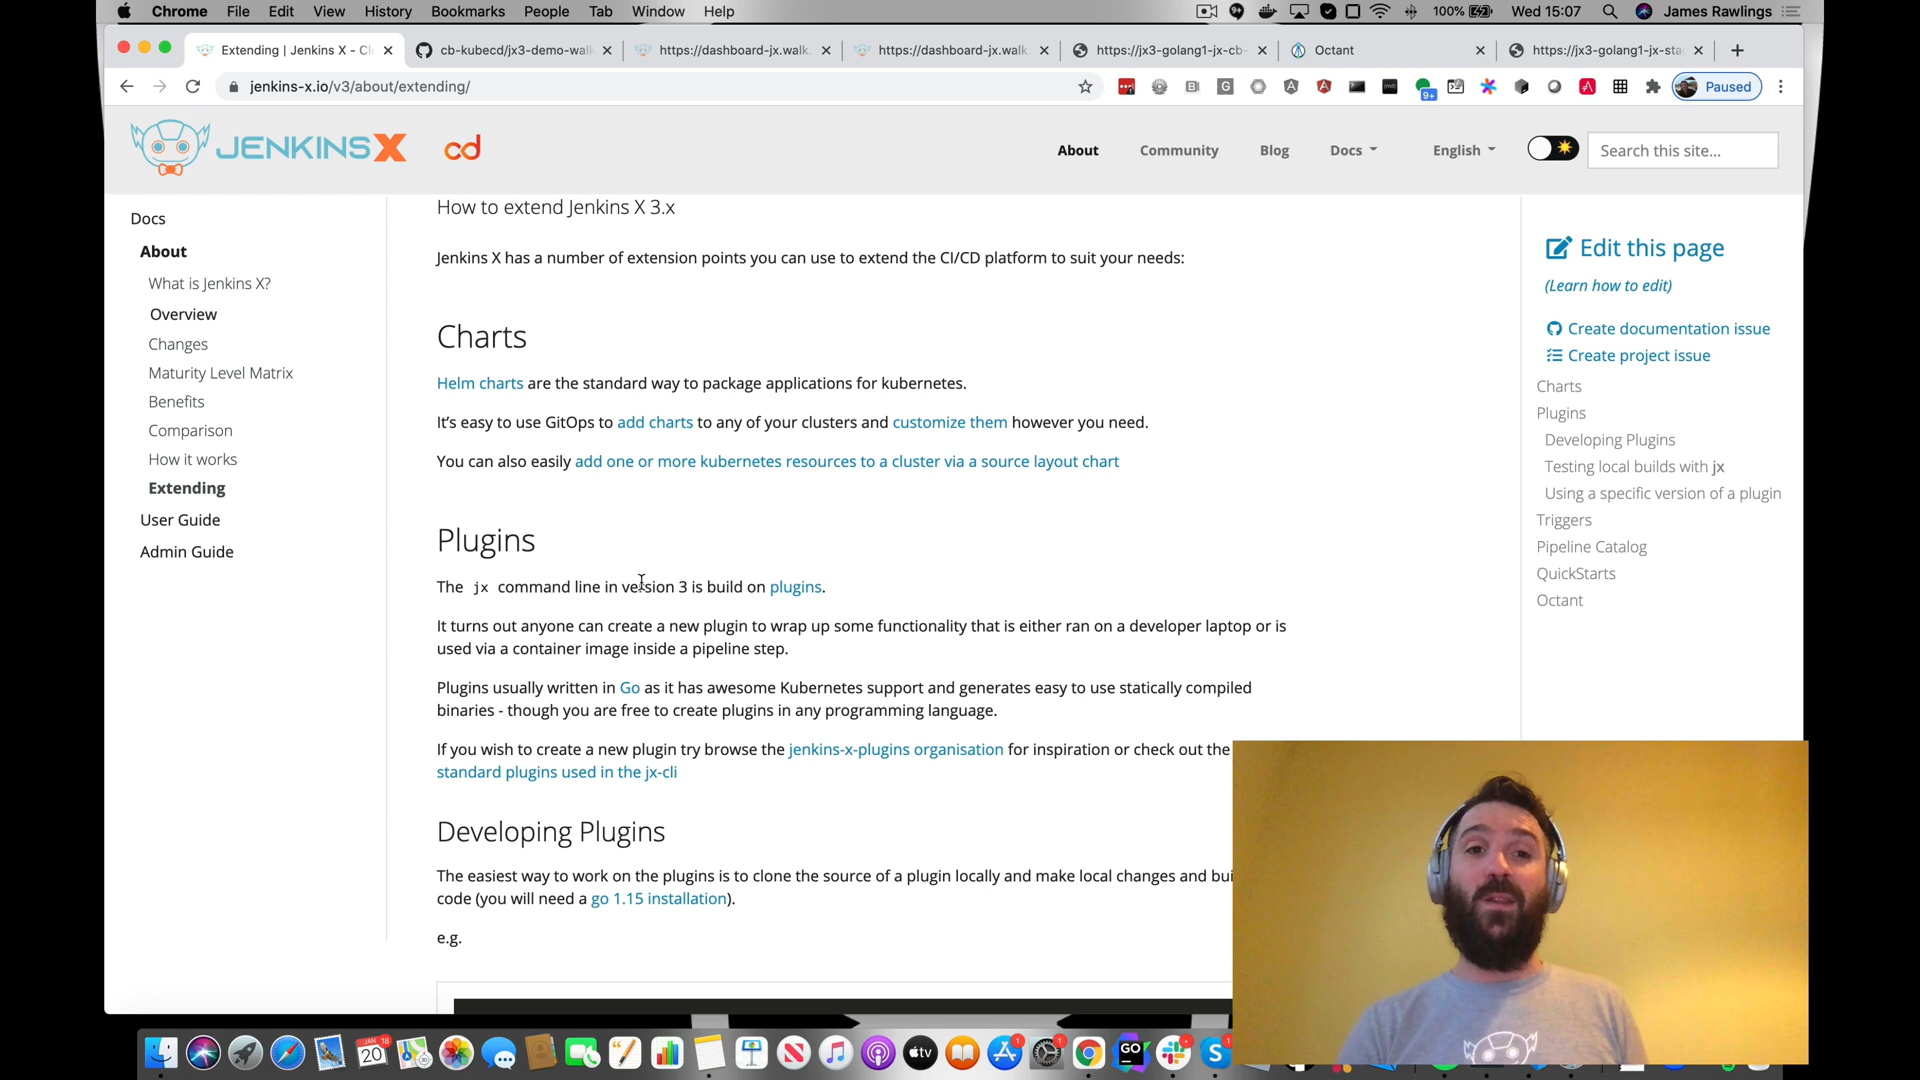 Chrome File Edit View History Bookmarks People Tab Window Help 100% Wed 15:07 James Rawlings
Extending | Jenkins X - Cl
cb-kubecd/jx3-demo-walk
https://dashboard-jx.walk
https://dashboard-jx.walk.
https://jx3-golang1-jx-cb-
Octant
https://jx3-golang1-jx-sta
jenkins-x.io/v3/about/extending/
9+
Paused
JENKINSX cd
About Community Blog Docs English Search this site...
Docs
About
What is Jenkins X?
Overview
Changes
Maturity Level Matrix
Benefits
Comparison
How it works
Extending
User Guide
Admin Guide
How to extend Jenkins X 3.x
Jenkins X has a number of extension points you can use to extend the CI/CD platform to suit your needs:
Charts
Helm charts are the standard way to package applications for kubernetes.
It's easy to use GitOps to add charts to any of your clusters and customize them however you need.
You can also easily add one or more kubernetes resources to a cluster via a source layout chart
Plugins
The jx command line in version 3 is build on plugins.
It turns out anyone can create a new plugin to wrap up some functionality that is either ran on a developer laptop or is
used via a container image inside a pipeline step.
Plugins usually written in Go as it has awesome Kubernetes support and generates easy to use statically compiled
binaries - though you are free to create plugins in any programming language.
If you wish to create a new plugin try browse the jenkins-x-plugins organisation for inspiration or check out the
standard plugins used in the jx-cli
Developing Plugins
The easiest way to work on the plugins is to clone the source of a plugin locally and make local changes and bui
code (you will need a go 1.15 installation).
e.g.
Edit this page
(Learn how to edit)
Create documentation issue
Create project issue
Charts
Plugins
Developing Plugins
Testing local builds with jx
Using a specific version of a plugin
Triggers
Pipeline Catalog
QuickStarts
Octant
JAN 18
20
tv
1
1
GO
S
1